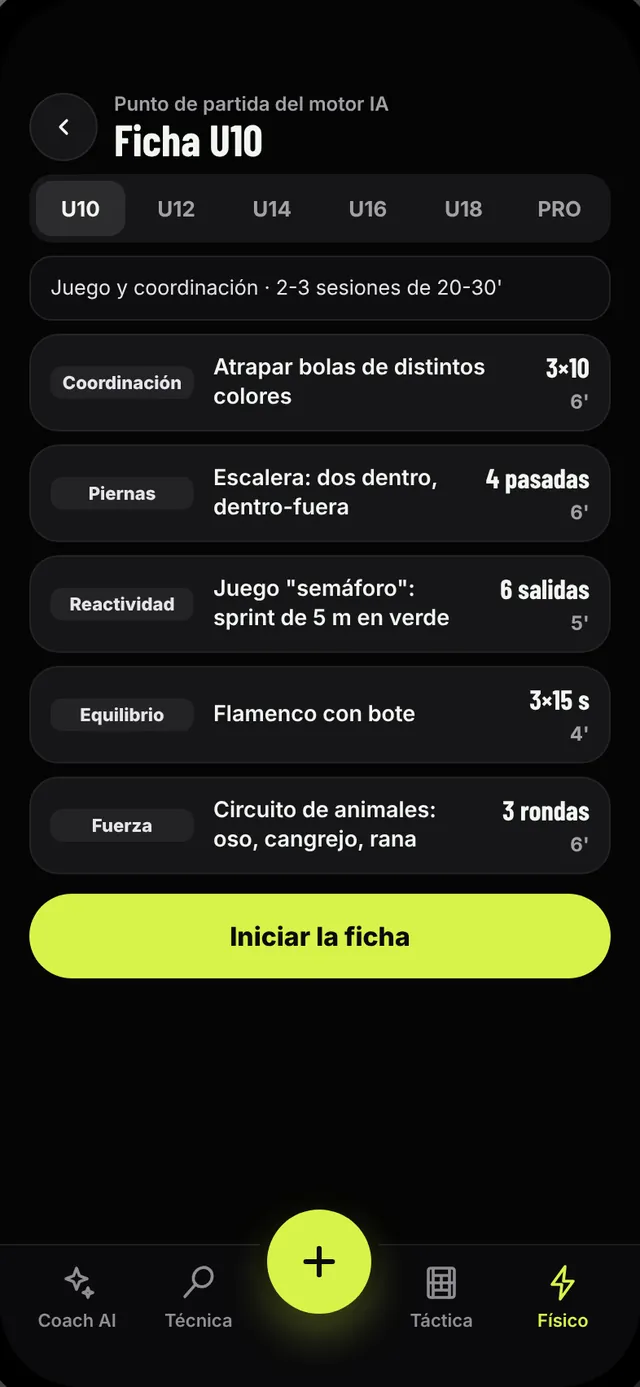 Punto de partida del motor IA
Ficha U10
U10 U12 U14 U16 U18 PRO
Juego y coordinación · 2-3 sesiones de 20-30'
Coordinación
Atrapar bolas de distintos
colores
3×10
6'
Piernas
Escalera: dos dentro,
dentro-fuera
4 pasadas
6'
Reactividad
Juego "semáforo":
sprint de 5 m en verde
6 salidas
5'
Equilibrio
Flamenco con bote
3×15 s
4'
Fuerza
Circuito de animales:
oso, cangrejo, rana
3 rondas
6'
Iniciar la ficha
Coach AI Técnica Táctica Físico